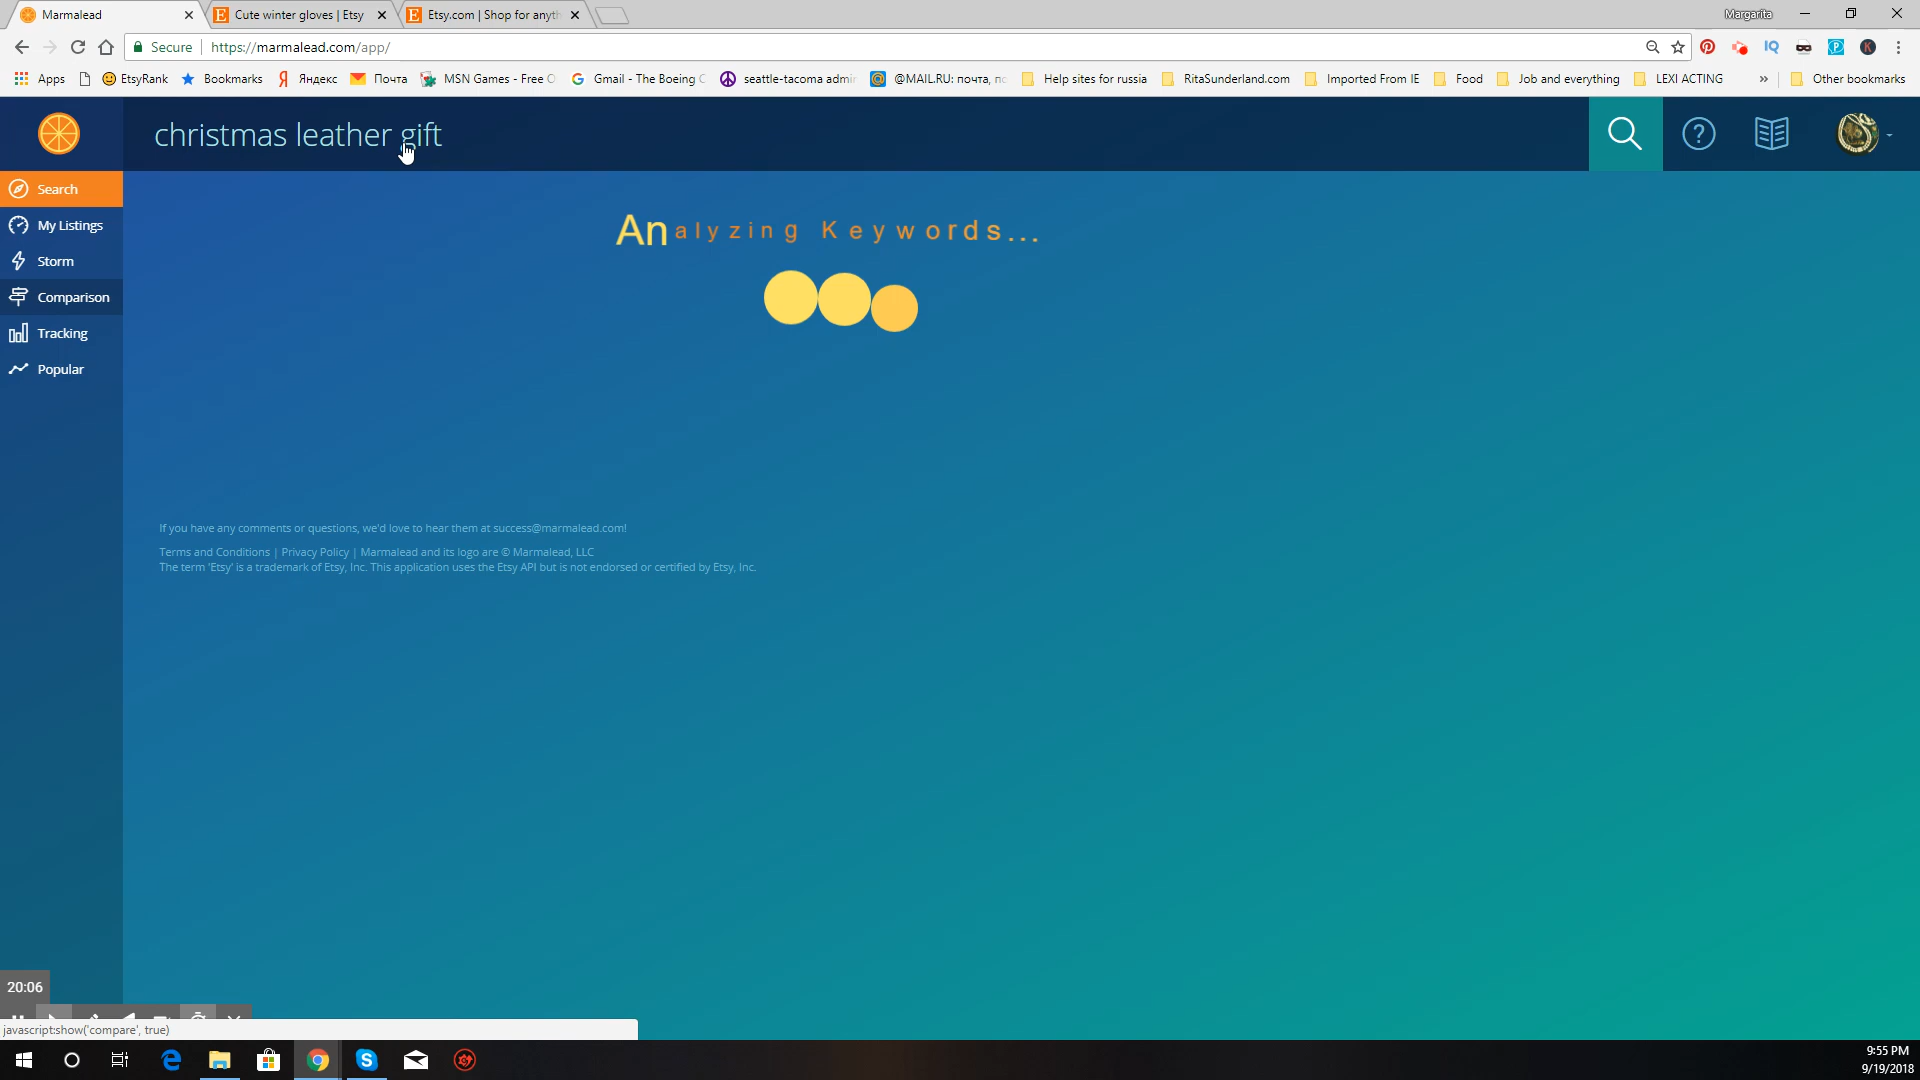 Marmalead
Cute winter gloves | Etsy
Etsy.com | Shop for anyth
Margarita
Secure
https://marmalead.com/app/
Apps
EtsyRank
Bookmarks
Яндекс
Почта
MSN Games - Free O
Gmail - The Boeing C
seattle-tacoma admi
@MAIL.RU: почта, по
Help sites for russia
RitaSunderland.com
Imported From IE
Food
Job and everything
LEXI ACTING
»
Other bookmarks
christmas leather gift
Search
My Listings
Storm
Comparison
Tracking
Popular
Analyzing Keywords...
If you have any comments or questions, we'd love to hear them at success@marmalead.com!
Terms and Conditions | Privacy Policy | Marmalead and its logo are © Marmalead, LLC
The term 'Etsy' is a trademark of Etsy, Inc. This application uses the Etsy API but is not endorsed or certified by Etsy, Inc.
20:06
javascript:show('compare', true)
9:55 PM
9/19/2018